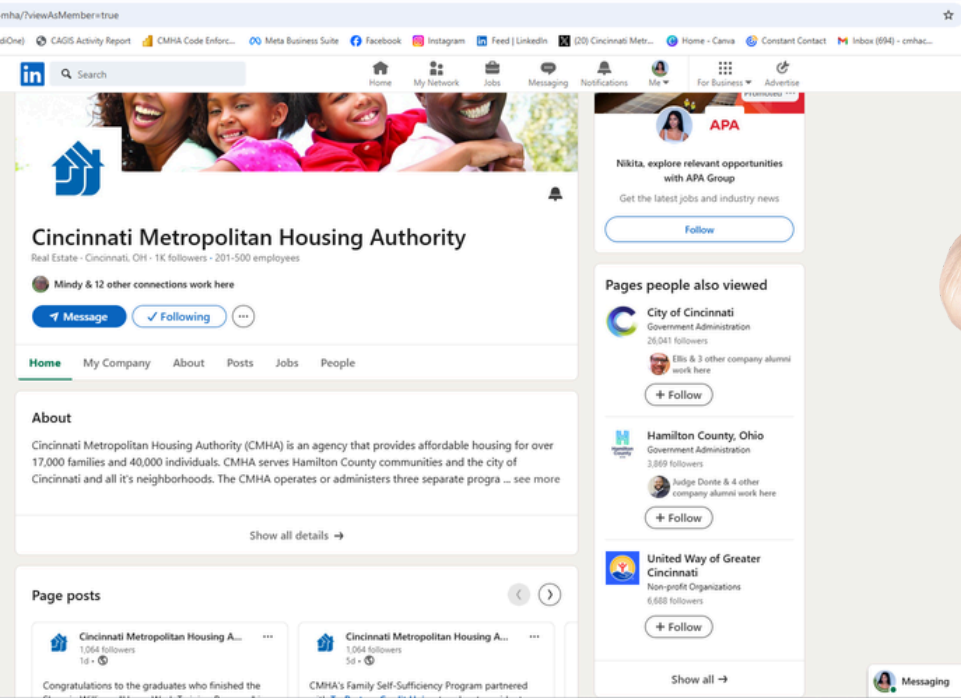 mha/?viewAsMember=true
diOne)
CAGIS Activity Report
CMHA Code Enforc...
Meta Business Suite
Facebook
Instagram
Feed | LinkedIn
(20) Cincinnati Metr...
Home - Canva
Constant Contact
Inbox (694) - cmhac...
in
Search
Home
My Network
Jobs
Messaging
Notifications
Me
For Business
Advertise
Promoted
APA
Nikita, explore relevant opportunities
with APA Group
Get the latest jobs and industry news
Follow
Cincinnati Metropolitan Housing Authority
Real Estate · Cincinnati, OH · 1K followers · 201-500 employees
Mindy & 12 other connections work here
Message
Following
Home
My Company
About
Posts
Jobs
People
About
Cincinnati Metropolitan Housing Authority (CMHA) is an agency that provides affordable housing for over
17,000 families and 40,000 individuals. CMHA serves Hamilton County communities and the city of
Cincinnati and all it's neighborhoods. The CMHA operates or administers three separate progra ... see more
Show all details →
Page posts
Cincinnati Metropolitan Housing A...
1,064 followers
1d •
Congratulations to the graduates who finished the
Cincinnati Metropolitan Housing A...
1,064 followers
5d •
CMHA's Family Self-Sufficiency Program partnered
Pages people also viewed
City of Cincinnati
Government Administration
26,041 followers
Ellis & 3 other company alumni
work here
+ Follow
Hamilton County, Ohio
Government Administration
3,869 followers
Judge Donte & 4 other
company alumni work here
+ Follow
United Way of Greater
Cincinnati
Non-profit Organizations
6,688 followers
+ Follow
Show all →
Messaging